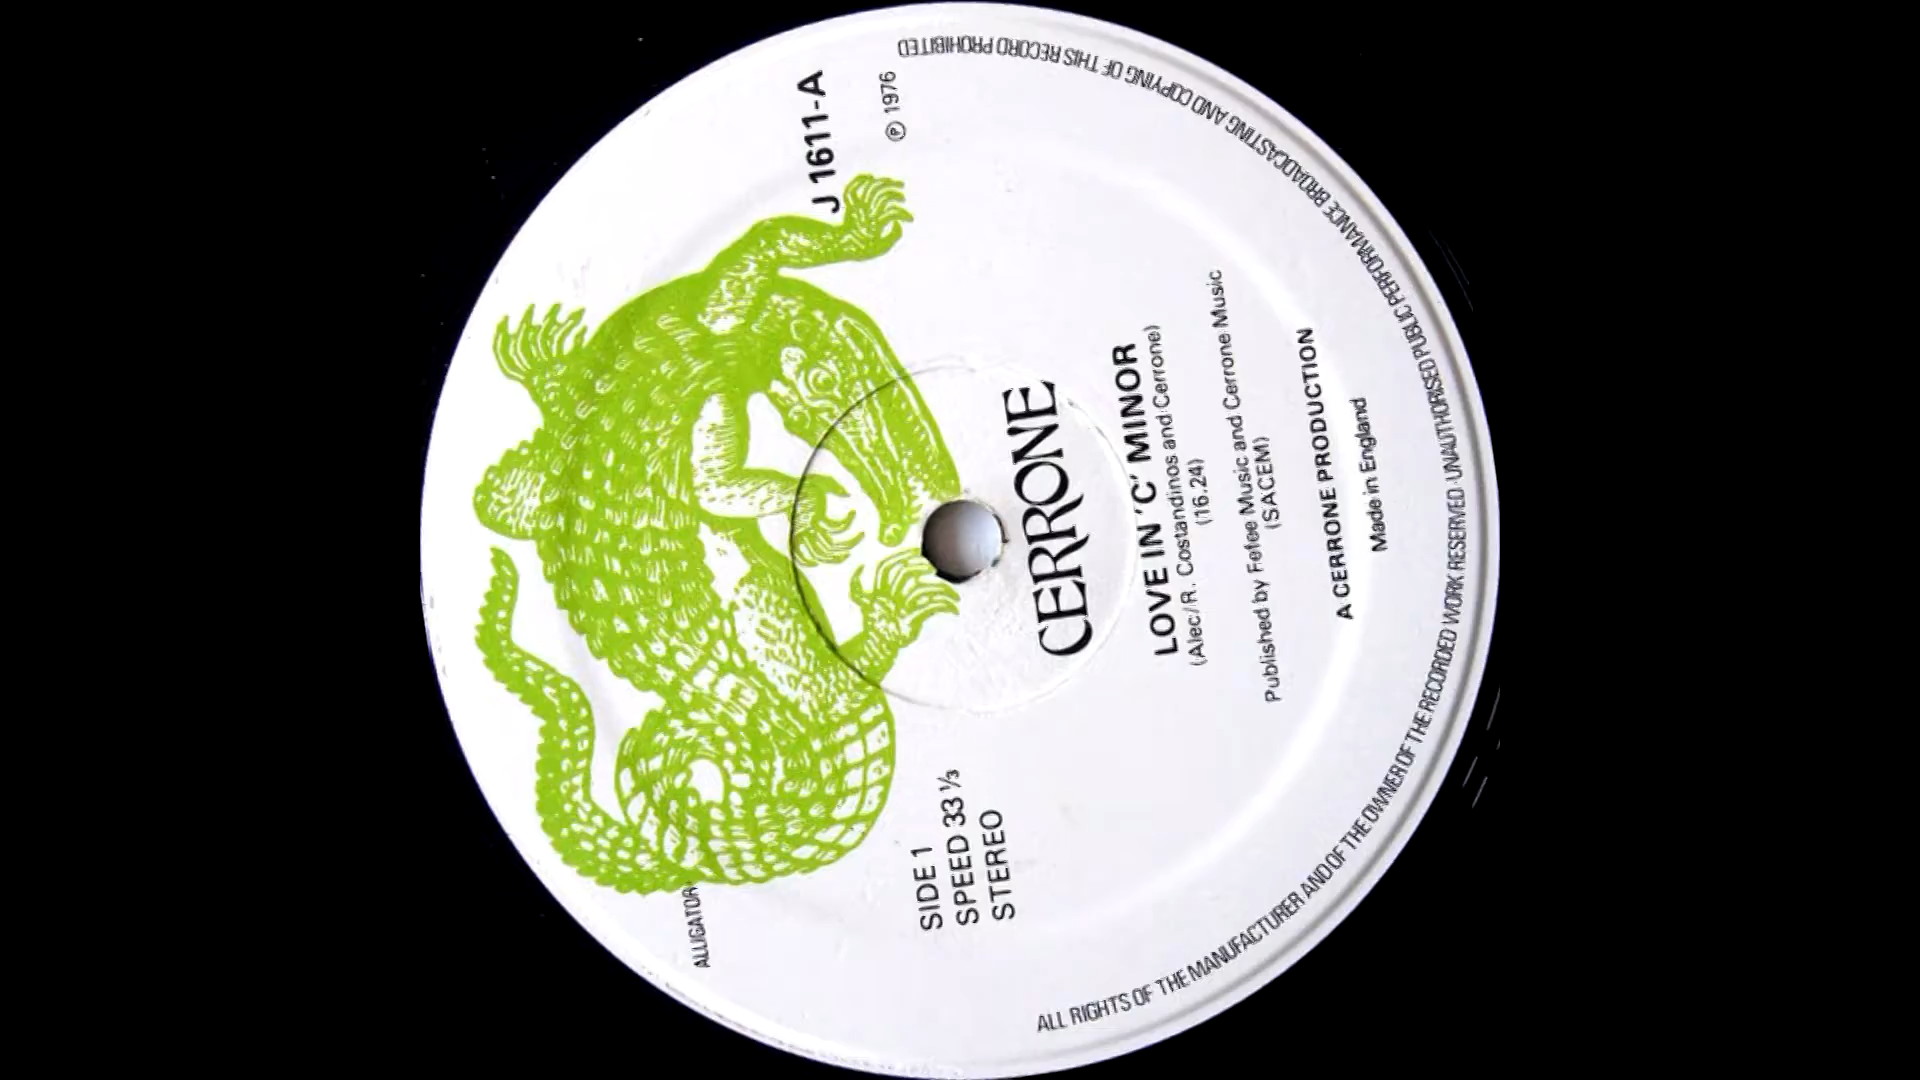 ALLIGATOR
J 1611-A
℗ 1976
SIDE 1
SPEED 33 ⅓
STEREO
CERRONE
LOVE IN 'C' MINOR
(Alec/R. Costandinos and Cerrone)
(16.24)
Published by Fefee Music and Cerrone Music
(SACEM)
A CERRONE PRODUCTION
Made in England
ALL RIGHTS OF THE MANUFACTURER AND OF THE OWNER OF THE RECORDED WORK RESERVED·UNAUTHORISED PUBLIC PERFORMANCE BROADCASTING AND COPYING OF THIS RECORD PROHIBITED